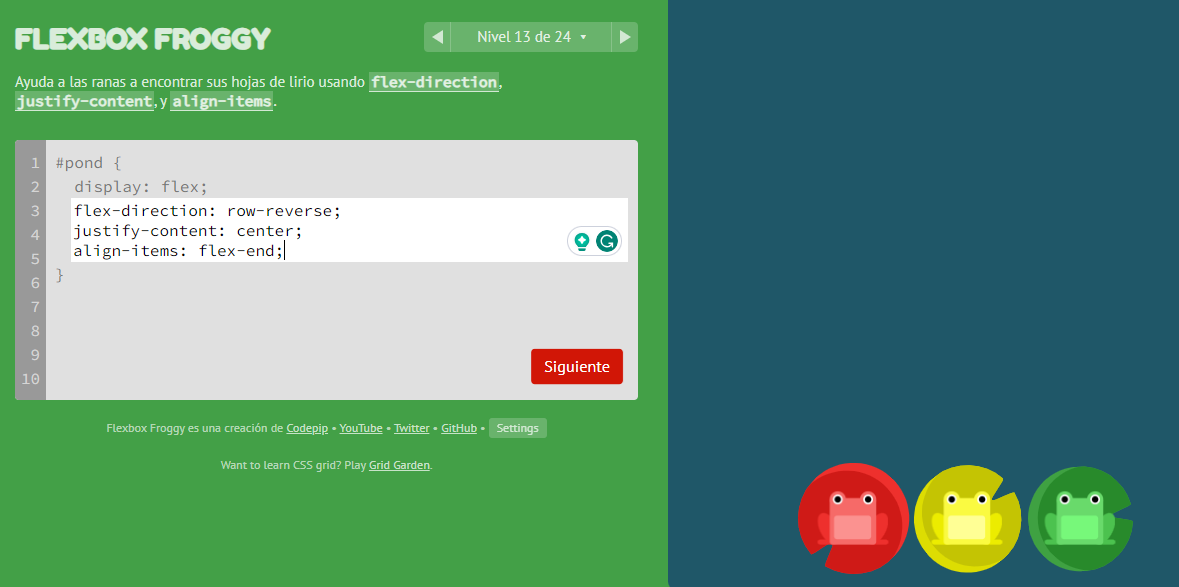 FLEXBOX FROGGY
Nivel 13 de 24
Ayuda a las ranas a encontrar sus hojas de lirio usando flex-direction,
justify-content, y align-items.
1 #pond {
2 display: flex;
3 flex-direction: row-reverse;
4 justify-content: center;
5 align-items: flex-end;
6 }
7
8
9
10
Siguiente
Flexbox Froggy es una creación de Codepip • YouTube • Twitter • GitHub • Settings
Want to learn CSS grid? Play Grid Garden.